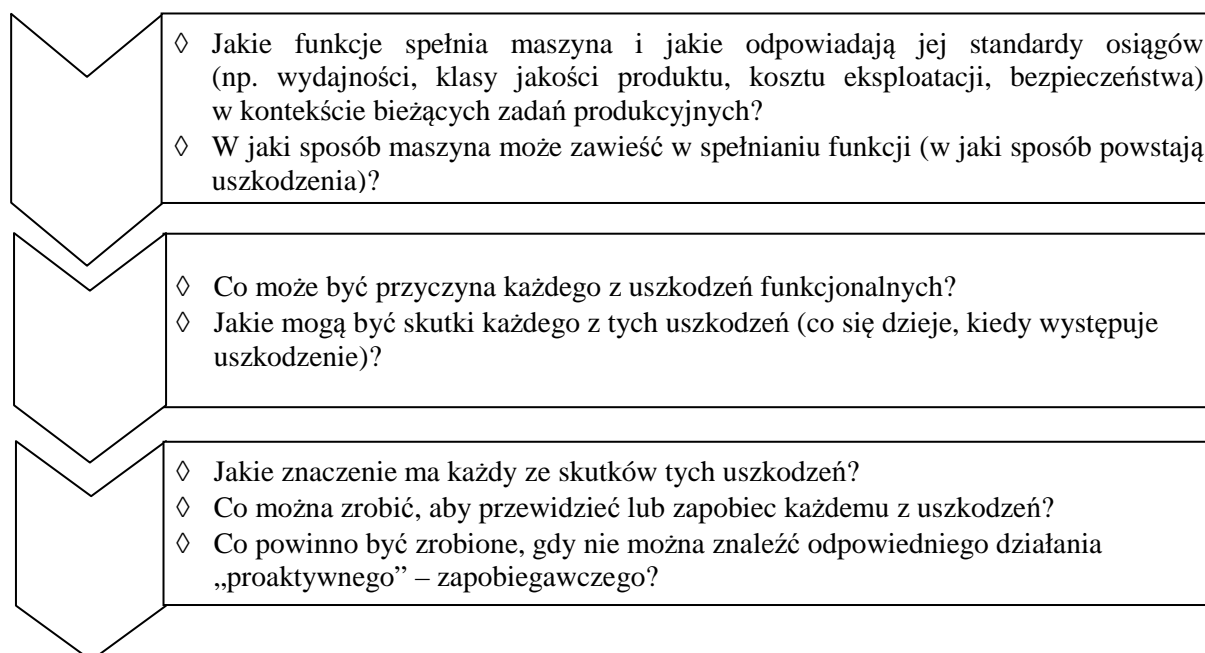 ◊ Jakie funkcje spełnia maszyna i jakie odpowiadają jej standardy osiągów
(np. wydajności, klasy jakości produktu, kosztu eksploatacji, bezpieczeństwa)
w kontekście bieżących zadań produkcyjnych?
◊ W jaki sposób maszyna może zawieść w spełnianiu funkcji (w jaki sposób powstają
uszkodzenia)?
◊ Co może być przyczyna każdego z uszkodzeń funkcjonalnych?
◊ Jakie mogą być skutki każdego z tych uszkodzeń (co się dzieje, kiedy występuje
uszkodzenie)?
◊ Jakie znaczenie ma każdy ze skutków tych uszkodzeń?
◊ Co można zrobić, aby przewidzieć lub zapobiec każdemu z uszkodzeń?
◊ Co powinno być zrobione, gdy nie można znaleźć odpowiedniego działania
„proaktywnego” – zapobiegawczego?